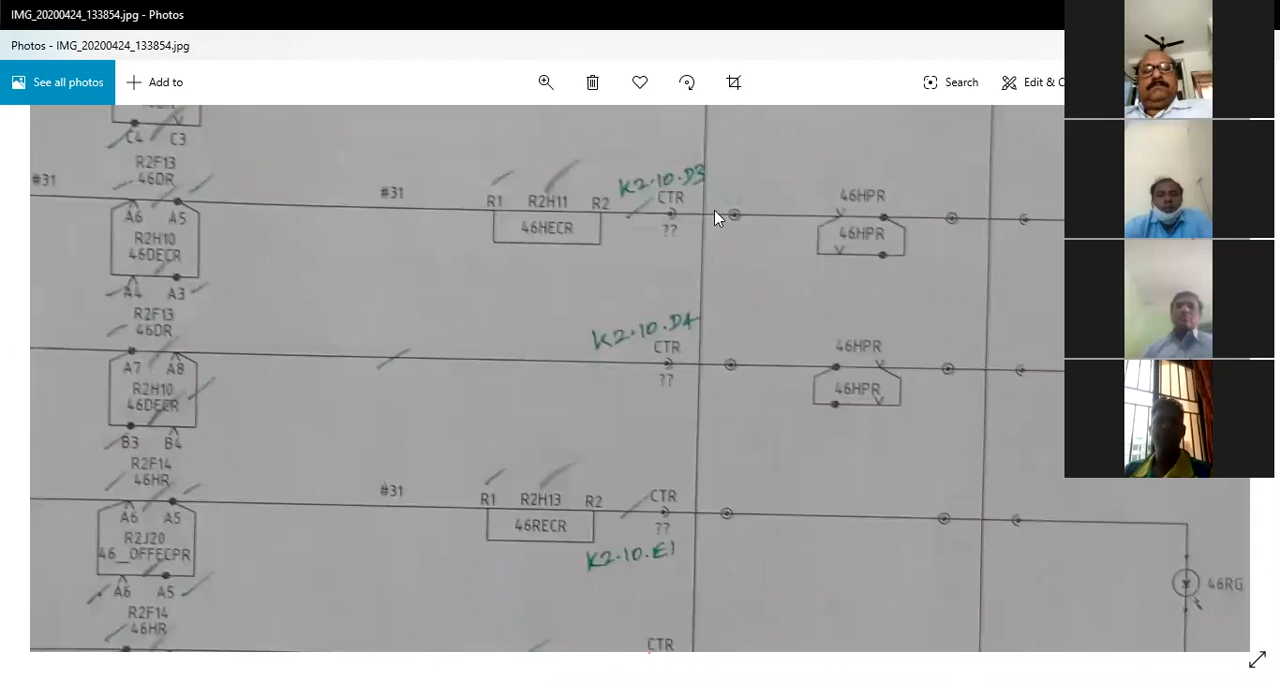 IMG_20200424_133854.jpg - Photos
Photos - IMG_20200424_133854.jpg
See all photos
Add to
Search
Edit & C
C4 C3
R2F13
46DR
#31
#31
R1 R2H11 R2
46HECR
K2-10-D3
CTR
??
46HPR
46HPR
A6 A5
R2H10
46DECR
A4 A3
R2F13
46DR
K2-10-D4
CTR
??
46HPR
46HPR
A7 A8
R2H10
46DECR
B3 B4
R2F14
46HR
#31
R1 R2H13 R2
46RECR
CTR
??
K2-10-E1
A6 A5
R2J20
46_OFFECPR
A6 A5
R2F14
46HR
46RG
CTR